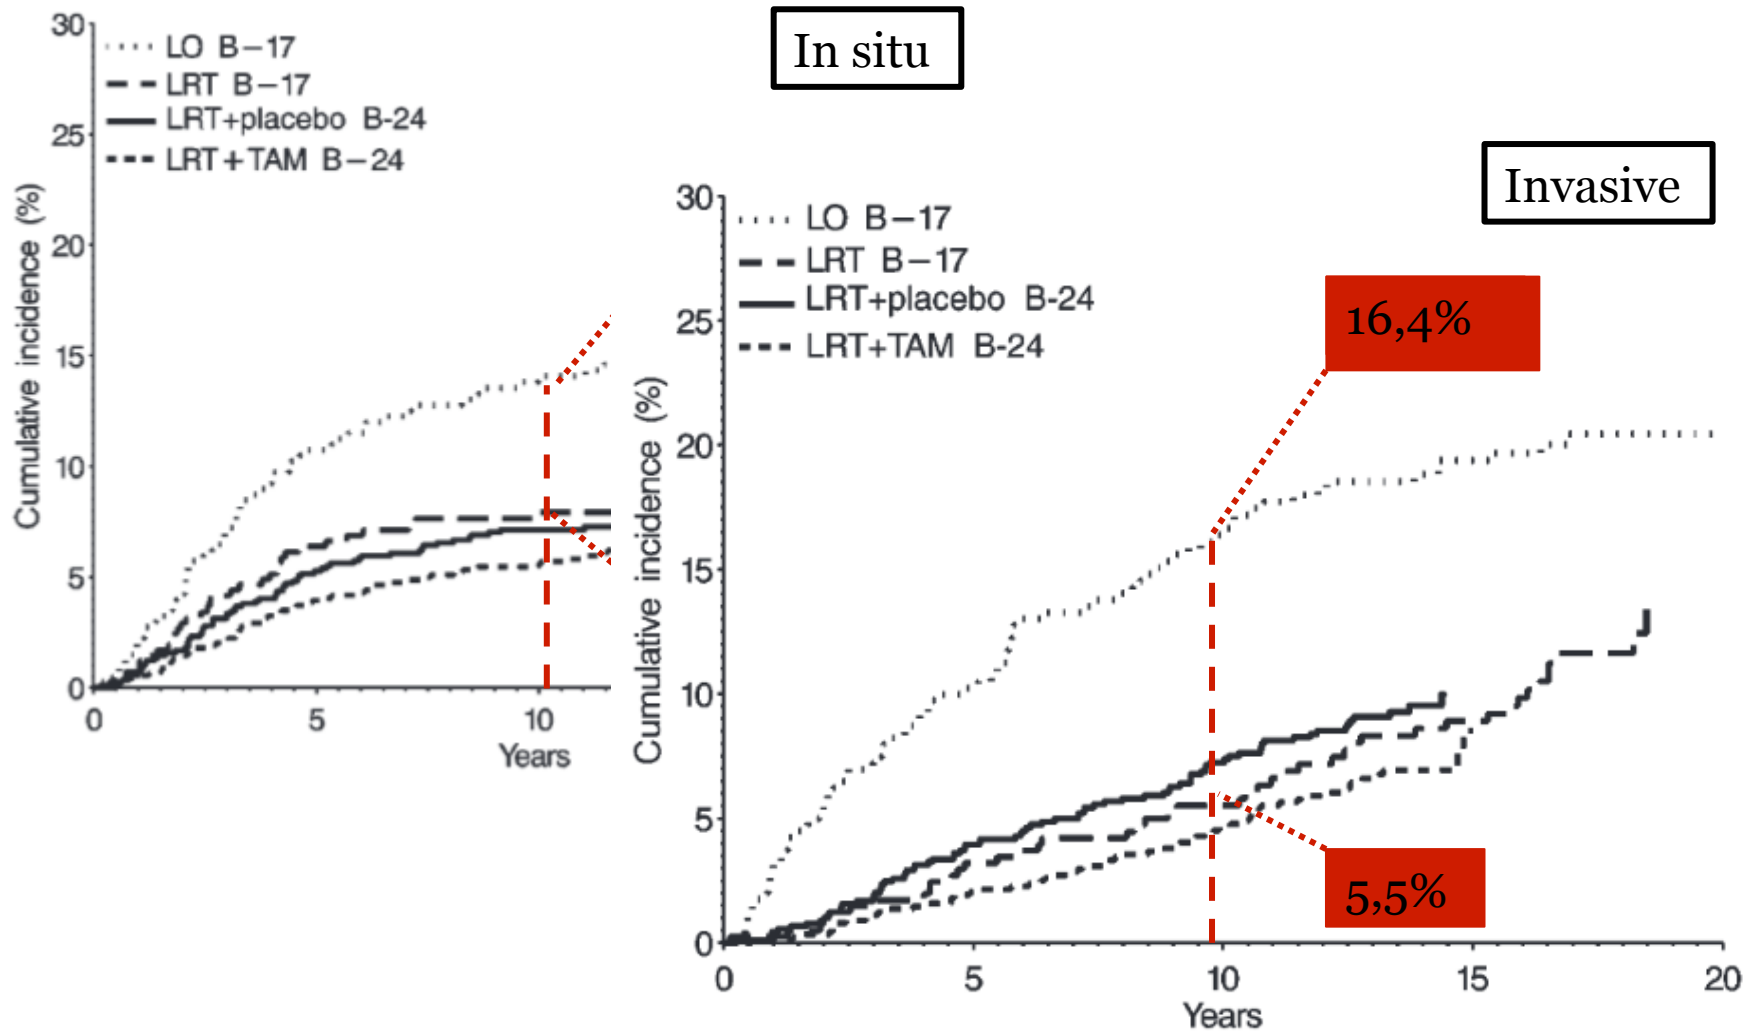 In situ
30
25
20
15
10
5
0
LO B-17
LRT B-17
LRT+placebo B-24
LRT+TAM B-24
Cumulative incidence (%)
0 5 10
Years
Invasive
30
25
20
15
10
5
0
LO B-17
LRT B-17
LRT+placebo B-24
LRT+TAM B-24
Cumulative incidence (%)
16,4%
5,5%
0 5 10 15 20
Years